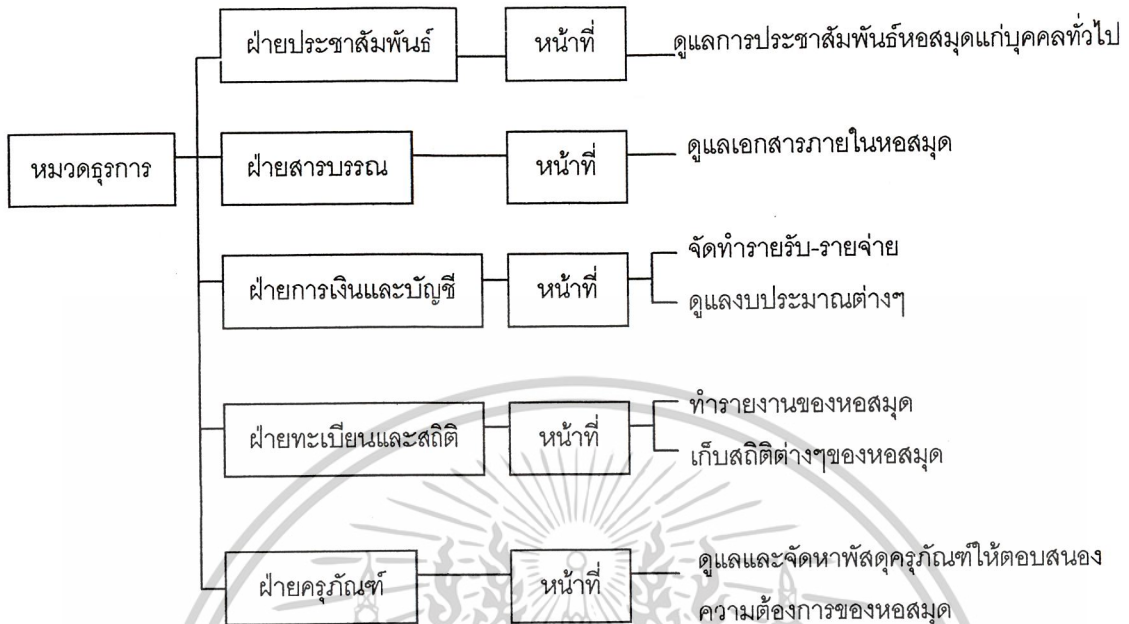 ฝ่ายประชาสัมพันธ์ หน้าที่ ดูแลการประชาสัมพันธ์หอสมุดแก่บุคคลทั่วไป
หมวดธุรการ ฝ่ายสารบรรณ หน้าที่ ดูแลเอกสารภายในหอสมุด
จัดทำรายรับ-รายจ่าย
ฝ่ายการเงินและบัญชี หน้าที่
ดูแลงบประมาณต่างๆ
ทำรายงานของหอสมุด
ฝ่ายทะเบียนและสถิติ หน้าที่
เก็บสถิติต่างๆของหอสมุด
ฝ่ายครุภัณฑ์ หน้าที่ ดูแลและจัดหาพัสดุครุภัณฑ์ให้ตอบสนอง
ความต้องการของหอสมุด